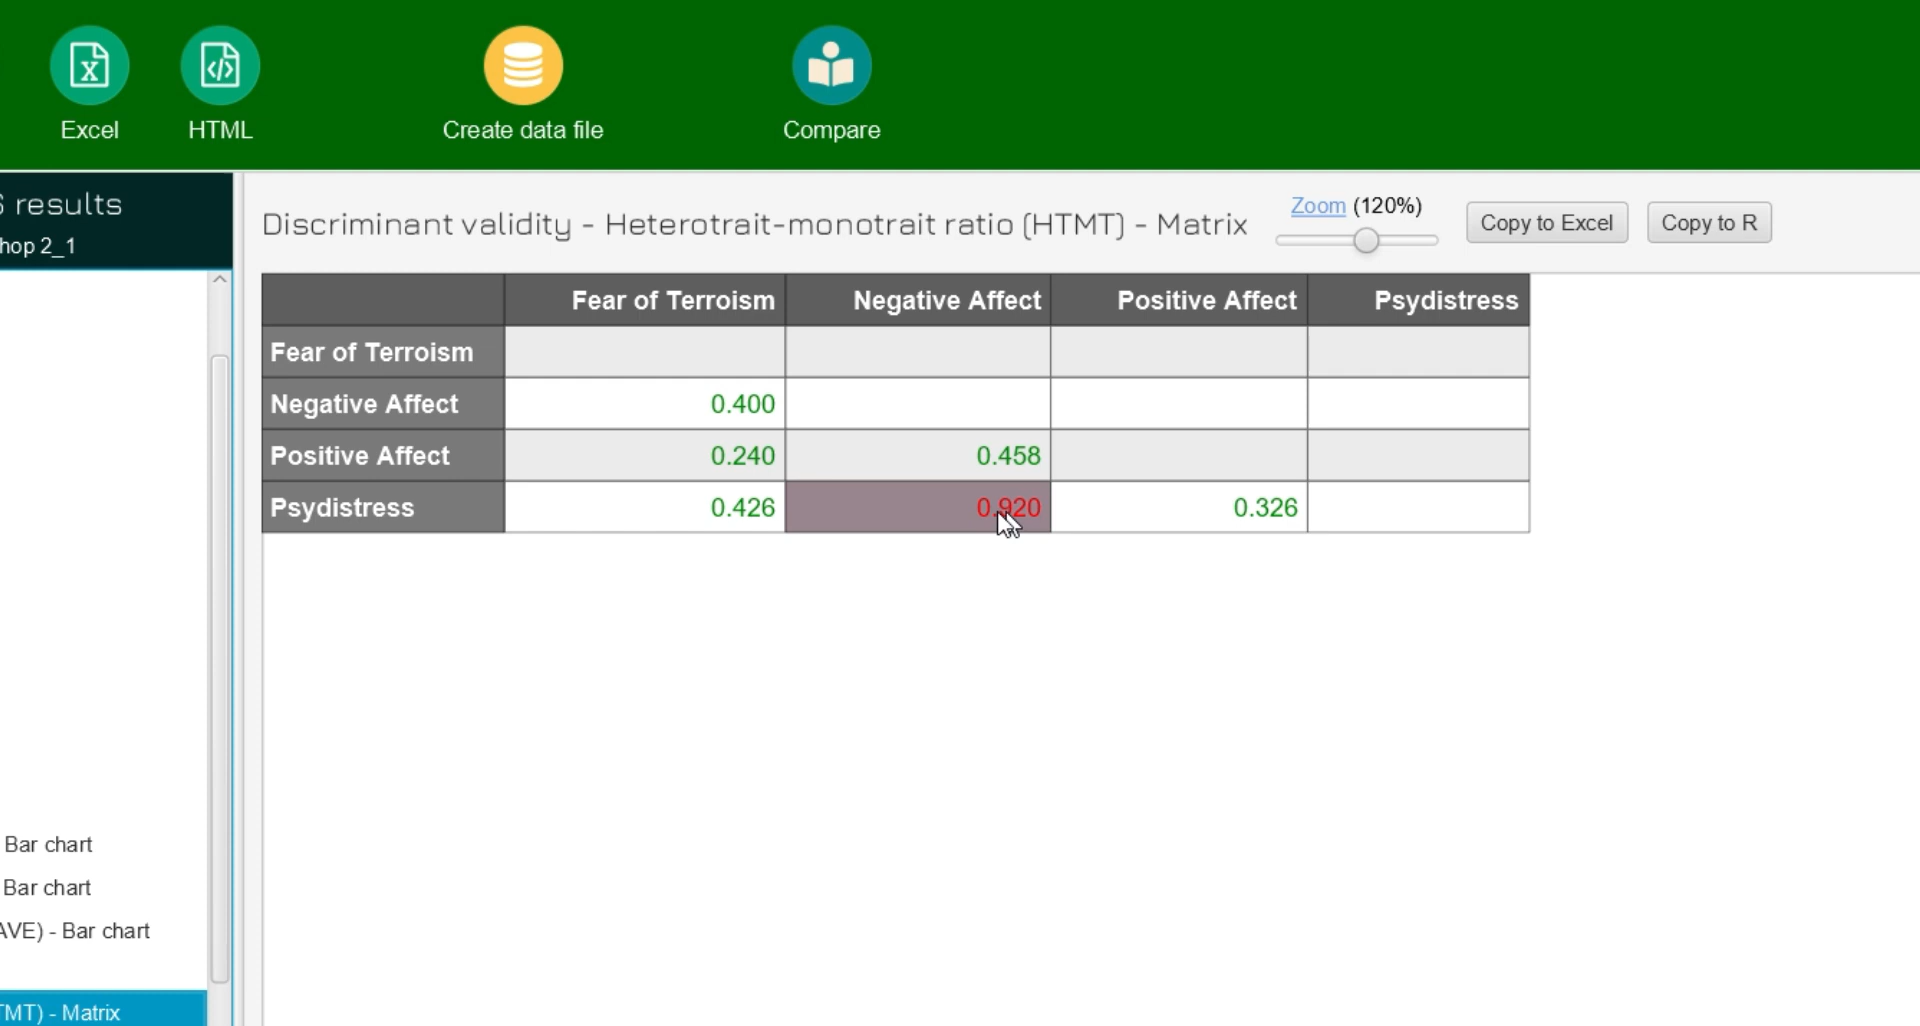 Excel HTML Create data file Compare
results
hop 2_1
Discriminant validity - Heterotrait-monotrait ratio (HTMT) - Matrix
Zoom (120%)
Copy to Excel Copy to R
Fear of Terroism Negative Affect Positive Affect Psydistress
Fear of Terroism
Negative Affect 0.400
Positive Affect 0.240 0.458
Psydistress 0.426 0.920 0.326
Bar chart
Bar chart
AVE) - Bar chart
TMT) - Matrix